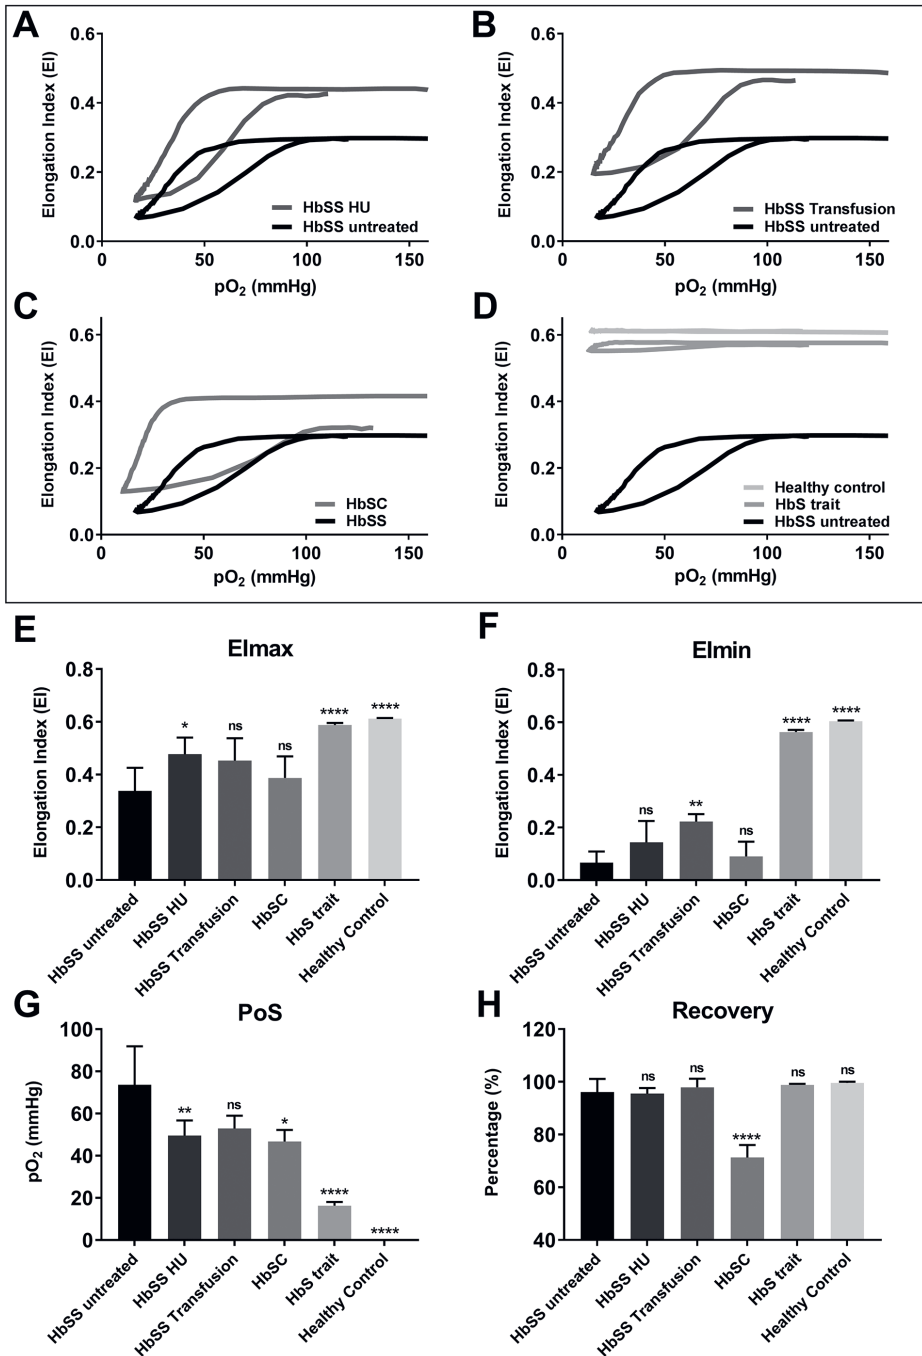 A
Elongation Index (EI)
0.6
0.4
0.2
0.0
0
50
100
150
pO2 (mmHg)
HbSS HU
HbSS untreated
B
Elongation Index (EI)
0.6
0.4
0.2
0.0
0
50
100
150
pO2 (mmHg)
HbSS Transfusion
HbSS untreated
C
Elongation Index (EI)
0.6
0.4
0.2
0.0
0
50
100
150
pO2 (mmHg)
HbSC
HbSS
D
Elongation Index (EI)
0.6
0.4
0.2
0.0
0
50
100
150
pO2 (mmHg)
Healthy control
HbS trait
HbSS untreated
E
EImax
Elongation Index (EI)
0.8
0.6
0.4
0.2
0.0
*
ns
ns
****
****
HbSS untreated
HbSS HU
HbSS Transfusion
HbSC
HbS trait
Healthy Control
F
EImin
Elongation Index (EI)
0.8
0.6
0.4
0.2
0.0
ns
**
ns
****
****
HbSS untreated
HbSS HU
HbSS Transfusion
HbSC
HbS trait
Healthy Control
G
PoS
pO2 (mmHg)
100
80
60
40
20
0
**
ns
*
****
****
HbSS untreated
HbSS HU
HbSS Transfusion
HbSC
HbS trait
Healthy Control
H
Recovery
Percentage (%)
120
100
80
60
40
ns
ns
****
ns
ns
HbSS untreated
HbSS HU
HbSS Transfusion
HbSC
HbS trait
Healthy Control